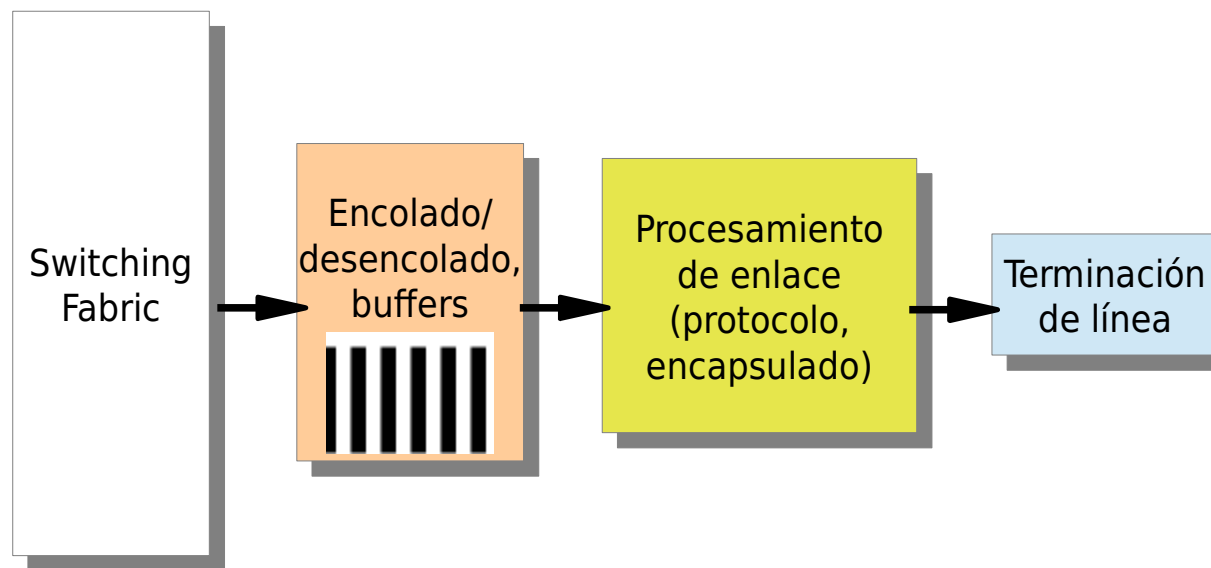 Switching
Fabric
Encolado/
desencolado,
buffers
Procesamiento
de enlace
(protocolo,
encapsulado)
Terminación
de línea